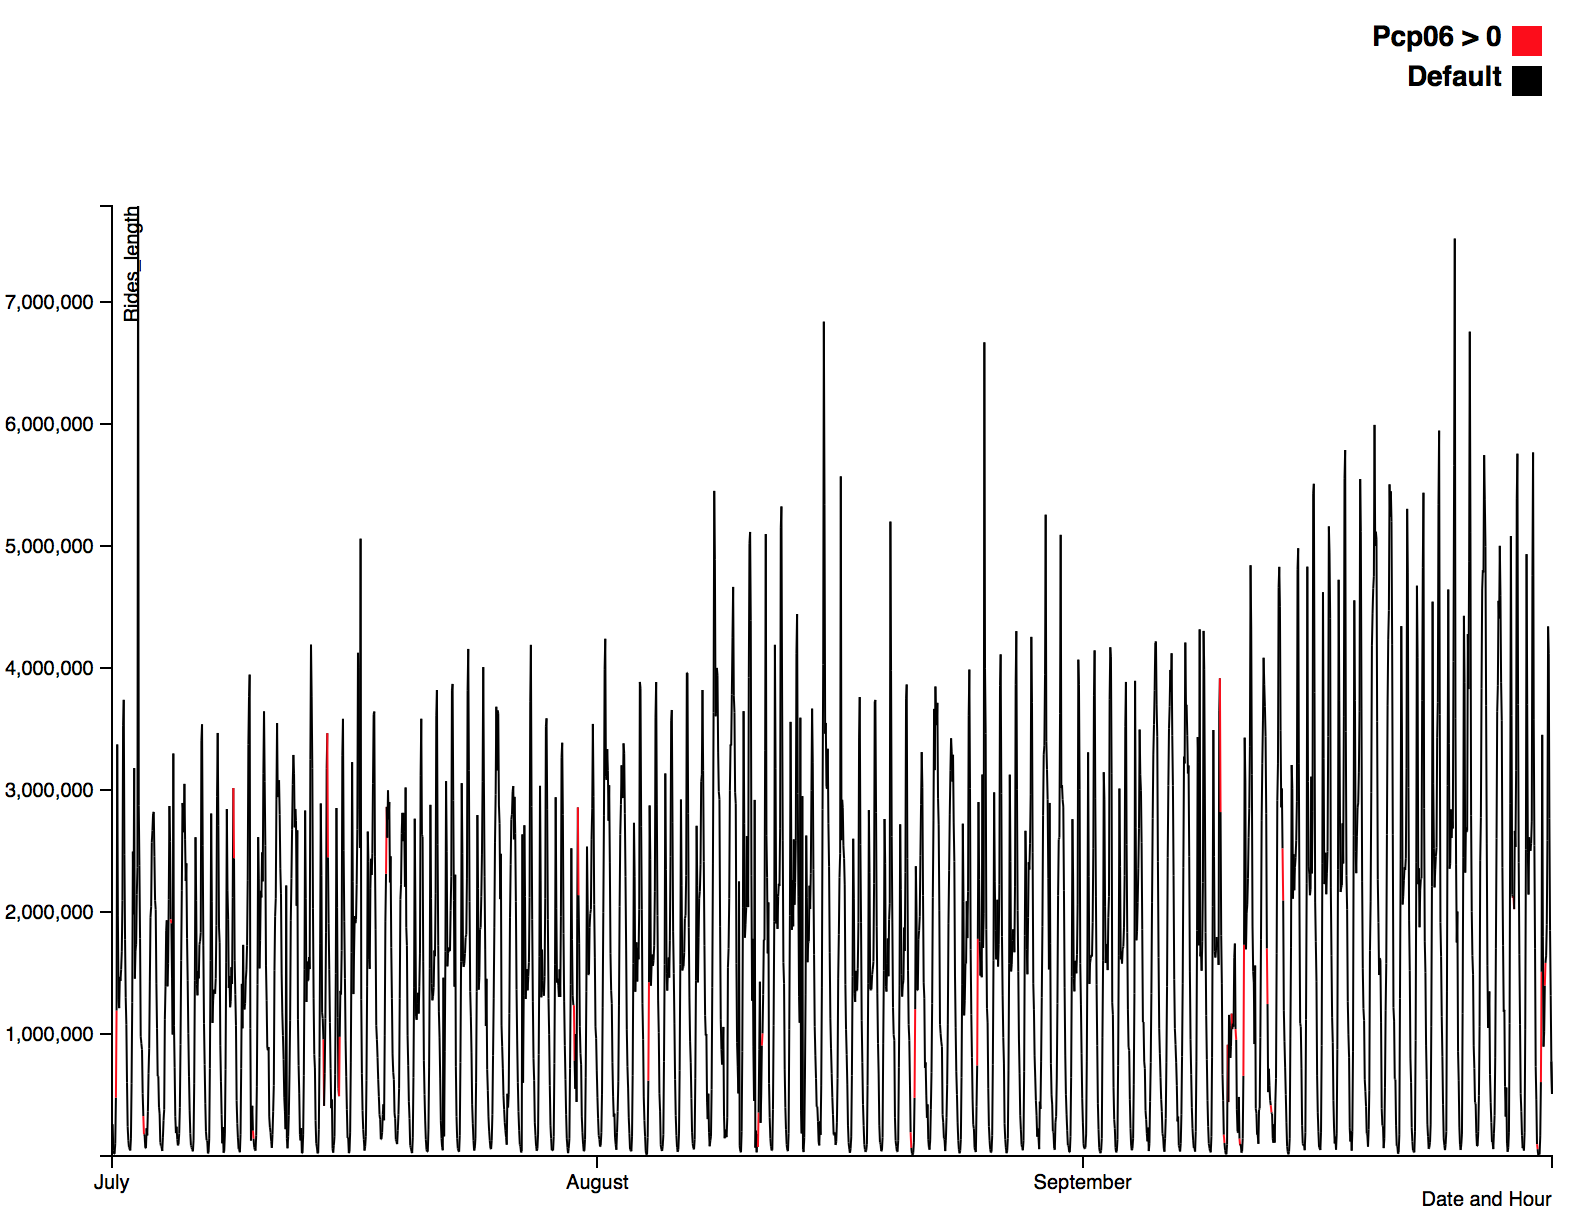 Pcp06 > 0
Default
Rides_length
7,000,000
6,000,000
5,000,000
4,000,000
3,000,000
2,000,000
1,000,000
July
August
September
Date and Hour